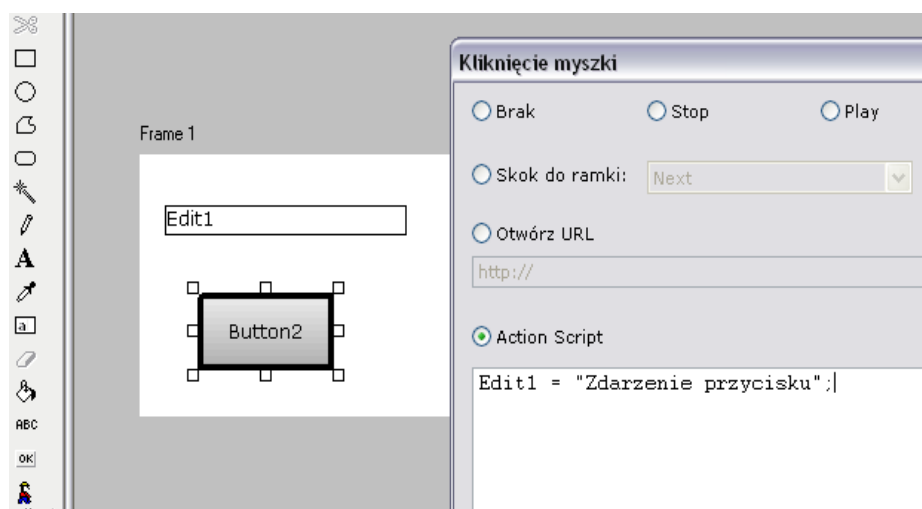 Kliknięcie myszki
Brak
Stop
Play
Frame 1
Skok do ramki:
Next
Edit1
Otwórz URL
http://
A
a
Button2
Action Script
Edit1 = "Zdarzenie przycisku";
ABC
OK